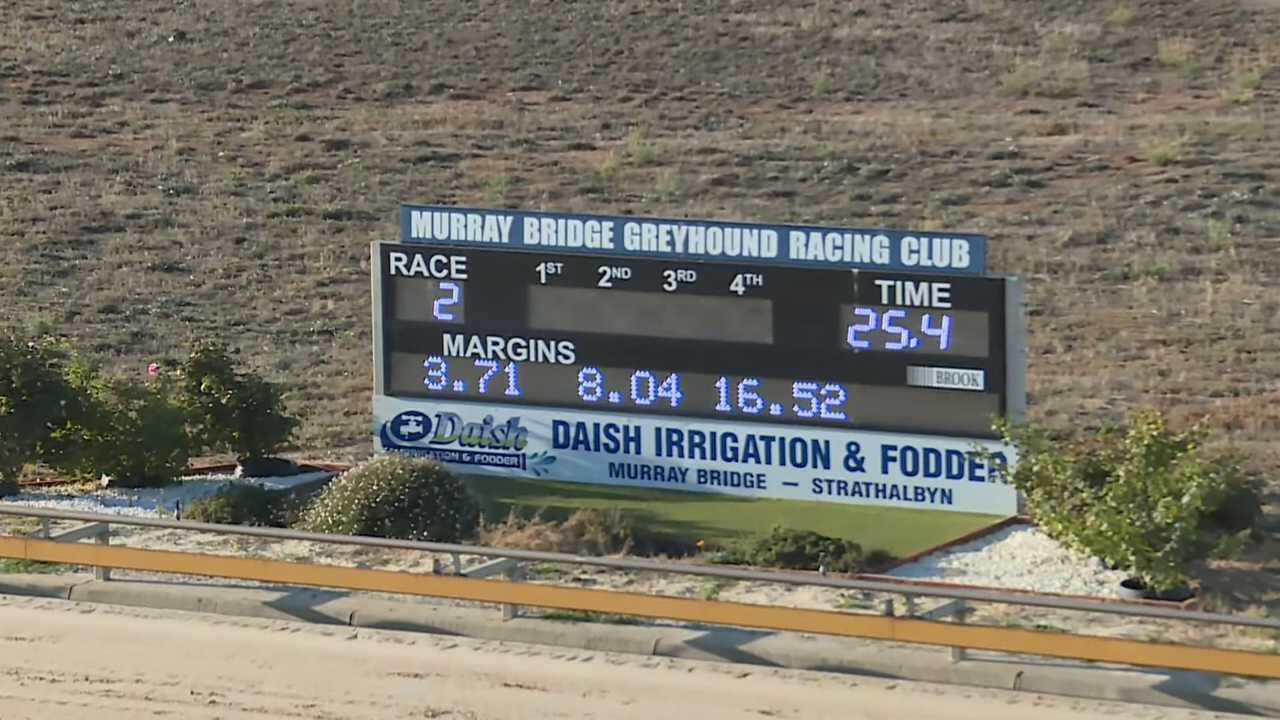 MURRAY BRIDGE GREYHOUND RACING CLUB
RACE 1ST 2ND 3RD 4TH TIME
2 25.4
MARGINS
3.71 8.04 16.52
BROOK
Daish
IRRIGATION & FODDER
DAISH IRRIGATION & FODDER
MURRAY BRIDGE – STRATHALBYN